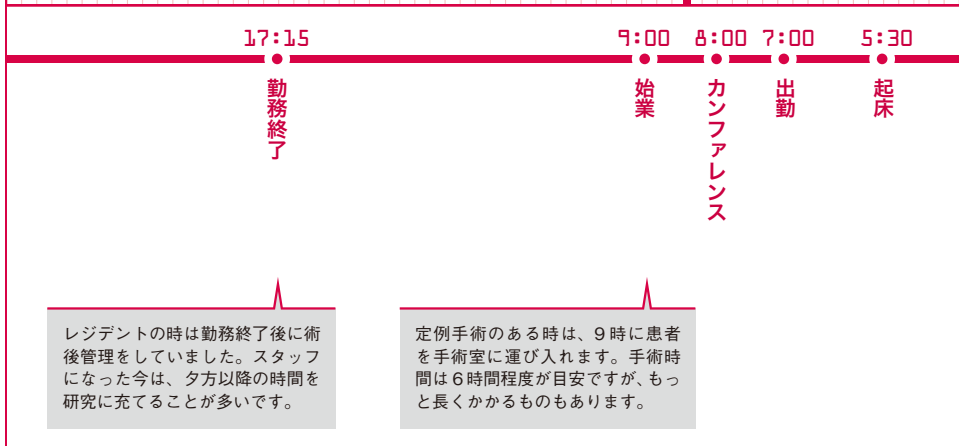 5:30
起床
7:00
出勤
8:00
カンファレンス
9:00
始業
定例手術のある時は、9時に患者
を手術室に運び入れます。手術時
間は6時間程度が目安ですが、もっ
と長くかかるものもあります。
17:15
勤務終了
レジデントの時は勤務終了後に術
後管理をしていました。スタッフ
になった今は、夕方以降の時間を
研究に充てることが多いです。